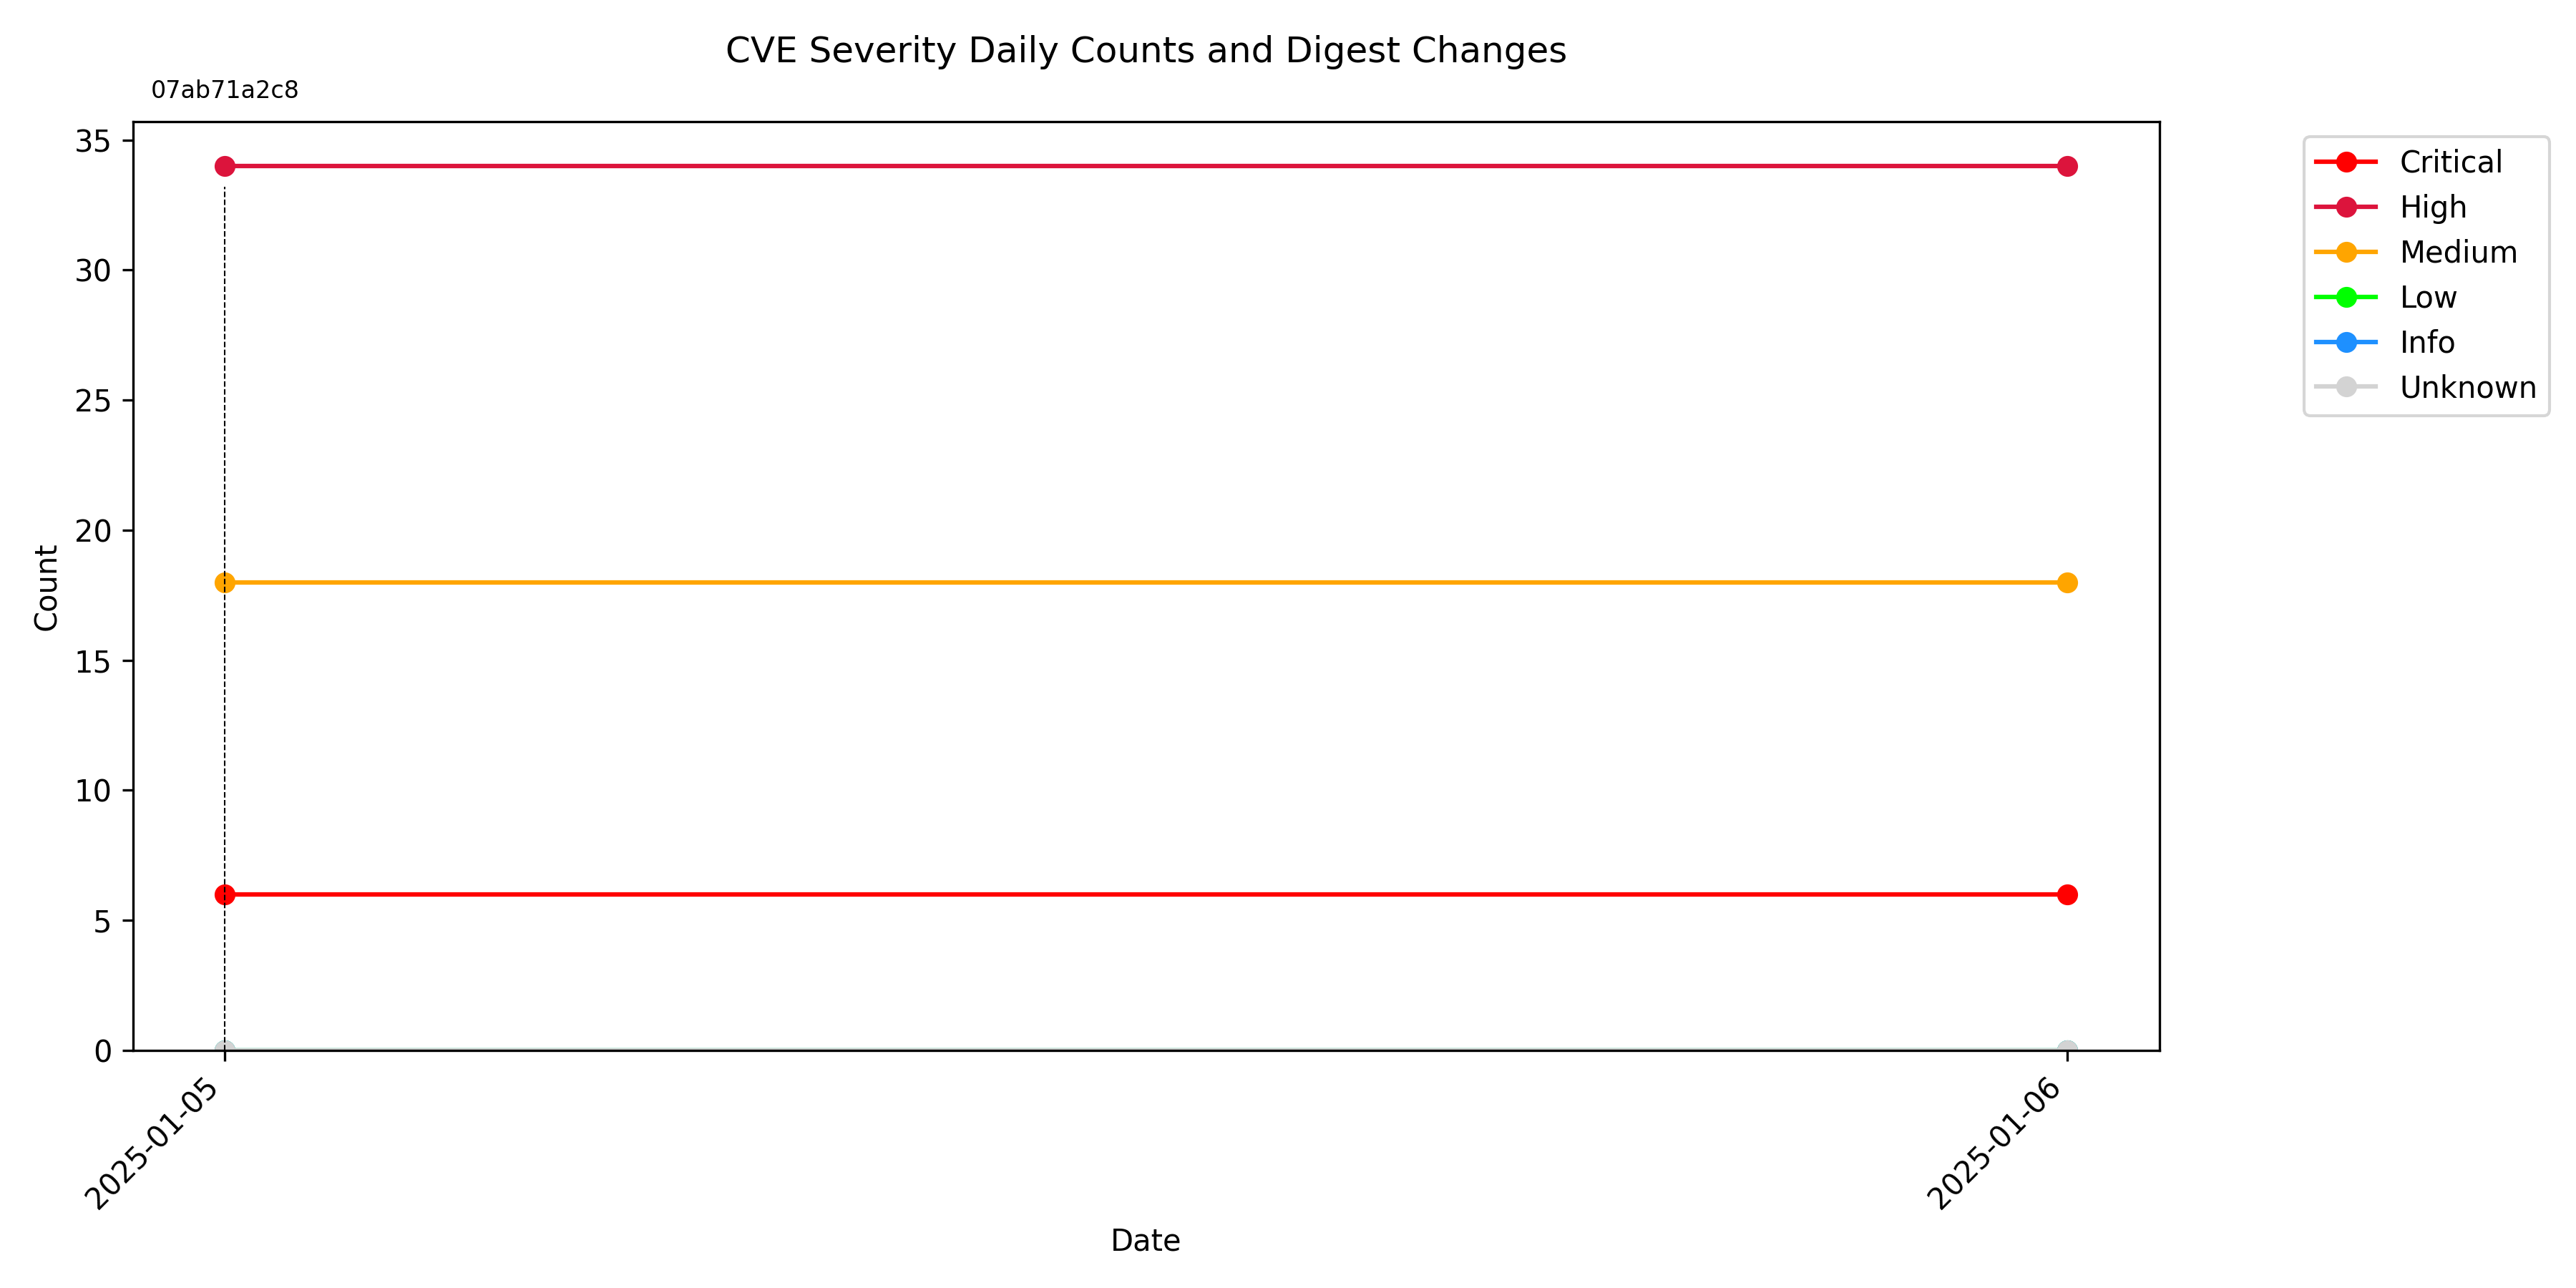 CVE Severity Daily Counts and Digest Changes
07ab71a2c8
35
30
25
20
15
10
5
0
Count
2025-01-05
2025-01-06
Date
Critical
High
Medium
Low
Info
Unknown